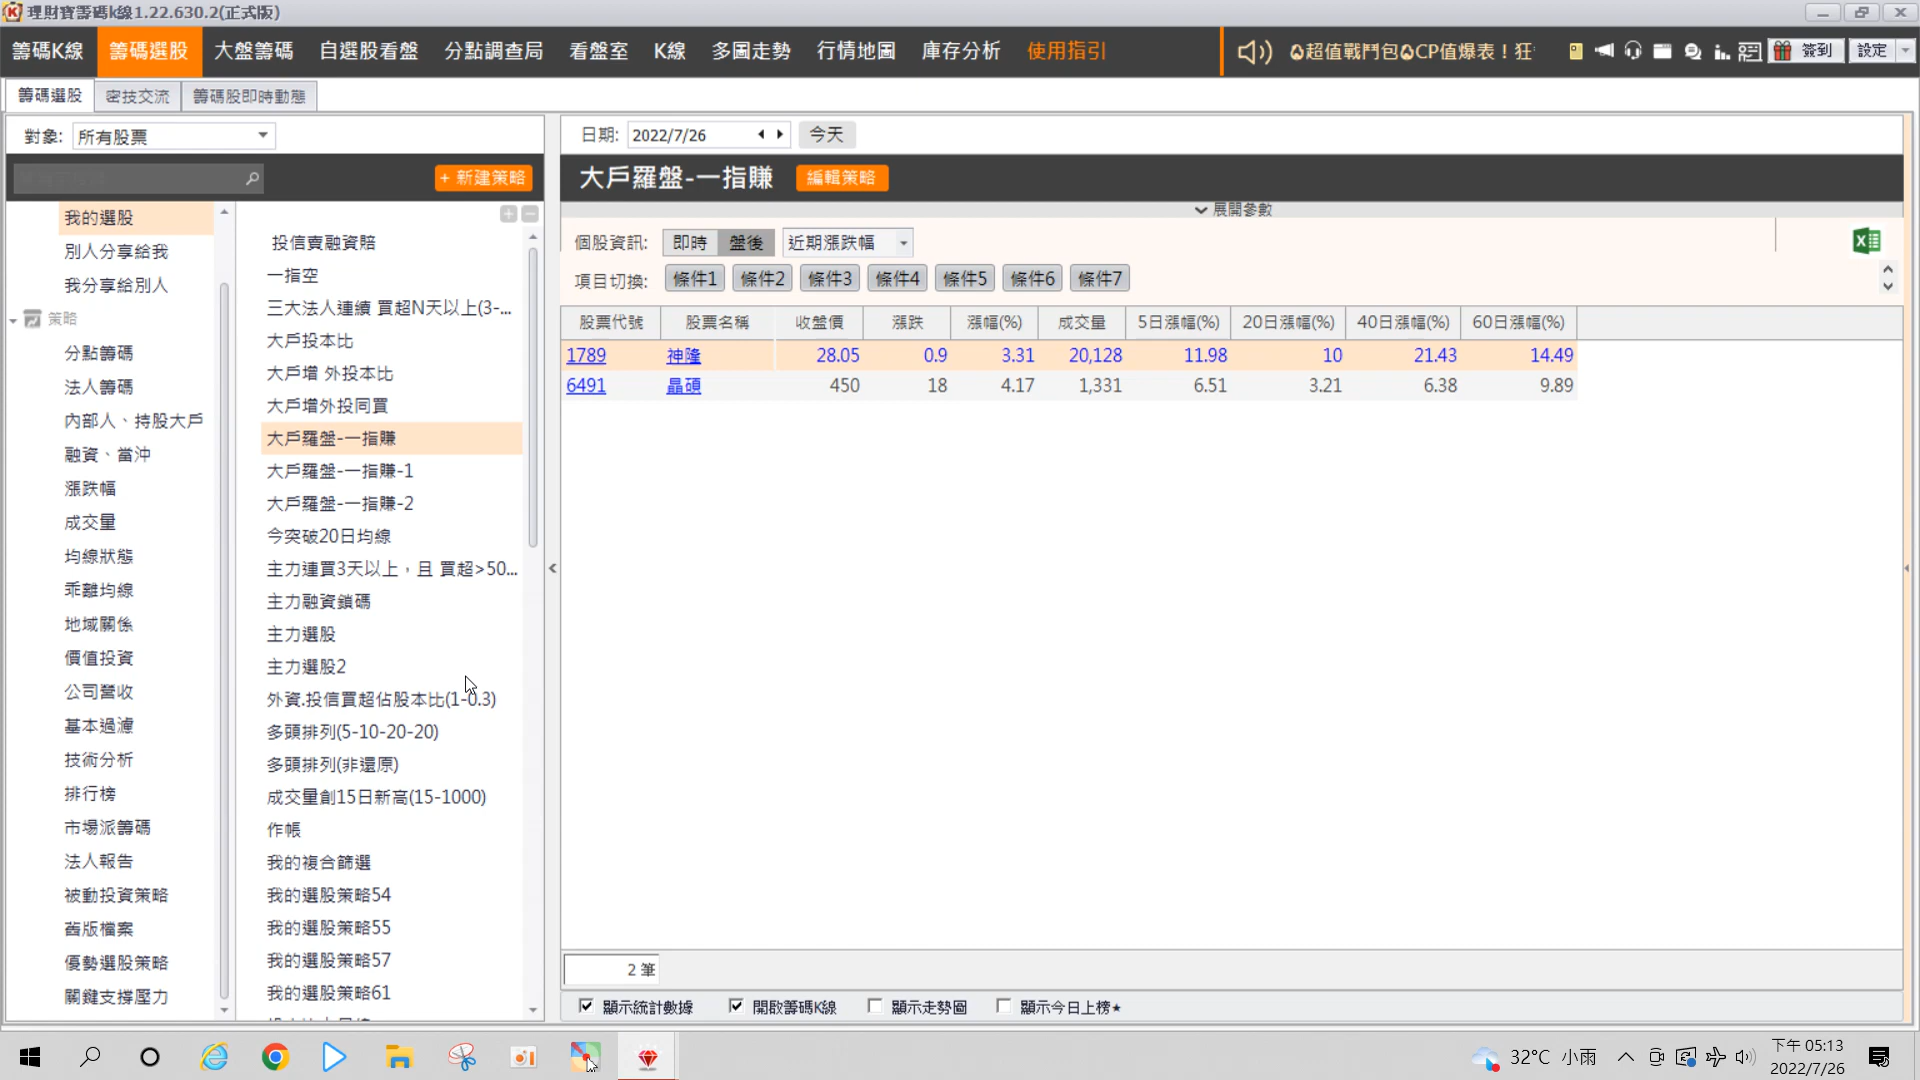 理財寶籌碼k線1.22.630.2(正式版)
籌碼K線 籌碼選股 大盤籌碼 自選股看盤 分點調查局 看盤室 K線 多圖走勢 行情地圖 庫存分析 使用指引 超值戰鬥包 CP值爆表！狂 簽到 設定
籌碼選股 密技交流 籌碼股即時動態
對象: 所有股票
+ 新建策略
我的選股
別人分享給我
我分享給別人
策略
分點籌碼
法人籌碼
內部人、持股大戶
融資、當沖
漲跌幅
成交量
均線狀態
乖離均線
地域關係
價值投資
公司營收
基本過濾
技術分析
排行榜
市場派籌碼
法人報告
被動投資策略
舊版檔案
優勢選股策略
關鍵支撐壓力
投信賣融資賠
一指空
三大法人連續 買超N天以上(3-...
大戶投本比
大戶增 外投本比
大戶增外投同買
大戶羅盤-一指賺
大戶羅盤-一指賺-1
大戶羅盤-一指賺-2
今突破20日均線
主力連買3天以上，且 買超>50...
主力融資鎖碼
主力選股
主力選股2
外資.投信買超佔股本比(1-0.3)
多頭排列(5-10-20-20)
多頭排列(非還原)
成交量創15日新高(15-1000)
作帳
我的複合篩選
我的選股策略54
我的選股策略55
我的選股策略57
我的選股策略61
日期: 2022/7/26 今天
大戶羅盤-一指賺 編輯策略
展開參數
個股資訊: 即時 盤後 近期漲跌幅
項目切換: 條件1 條件2 條件3 條件4 條件5 條件6 條件7
股票代號 股票名稱 收盤價 漲跌 漲幅(%) 成交量 5日漲幅(%) 20日漲幅(%) 40日漲幅(%) 60日漲幅(%)
1789 神隆 28.05 0.9 3.31 20,128 11.98 10 21.43 14.49
6491 晶碩 450 18 4.17 1,331 6.51 3.21 6.38 9.89
2 筆
顯示統計數據 開啟籌碼K線 顯示走勢圖 顯示今日上榜★
32°C 小雨
下午 05:13
2022/7/26